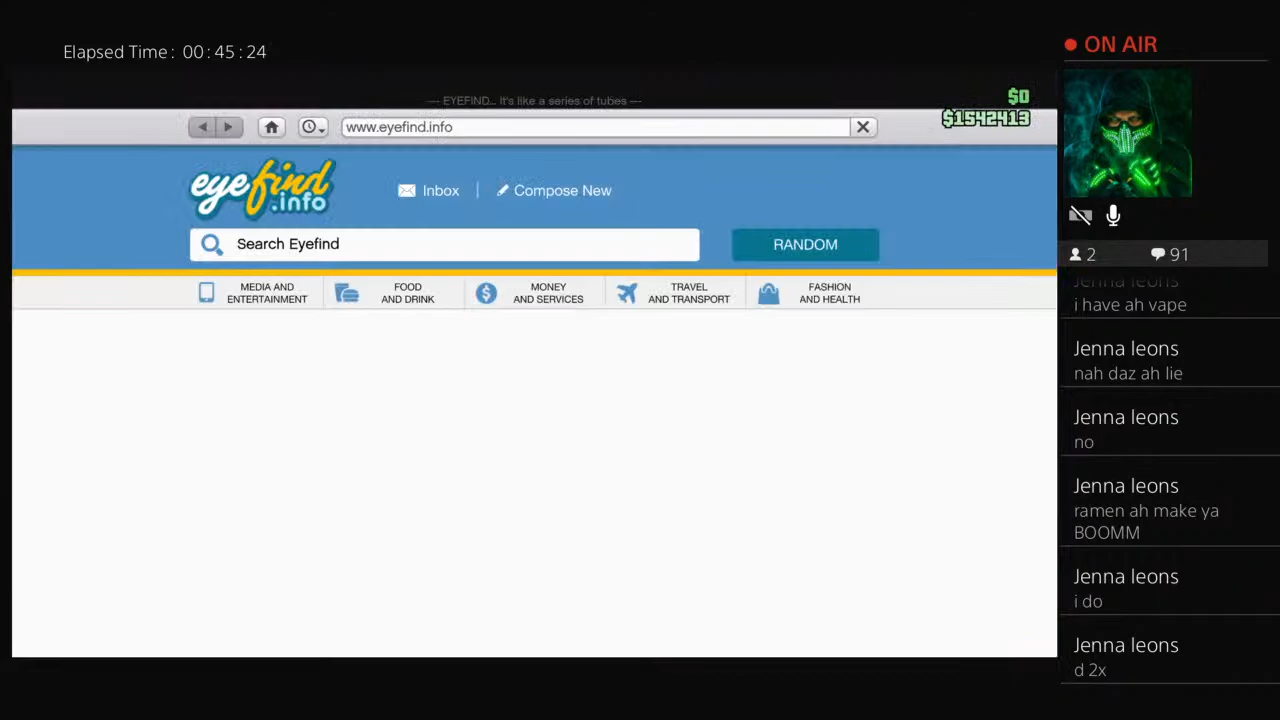 Elapsed Time: 00:45:24
ON AIR
--- EYEFIND... It's like a series of tubes ---
$0
$1542413
www.eyefind.info
eyefind
.info
Inbox
Compose New
Search Eyefind
RANDOM
MEDIA AND
ENTERTAINMENT
FOOD
AND DRINK
MONEY
AND SERVICES
TRAVEL
AND TRANSPORT
FASHION
AND HEALTH
2
91
Jenna leons
i have ah vape
Jenna leons
nah daz ah lie
Jenna leons
no
Jenna leons
ramen ah make ya
BOOMM
Jenna leons
i do
Jenna leons
d 2x